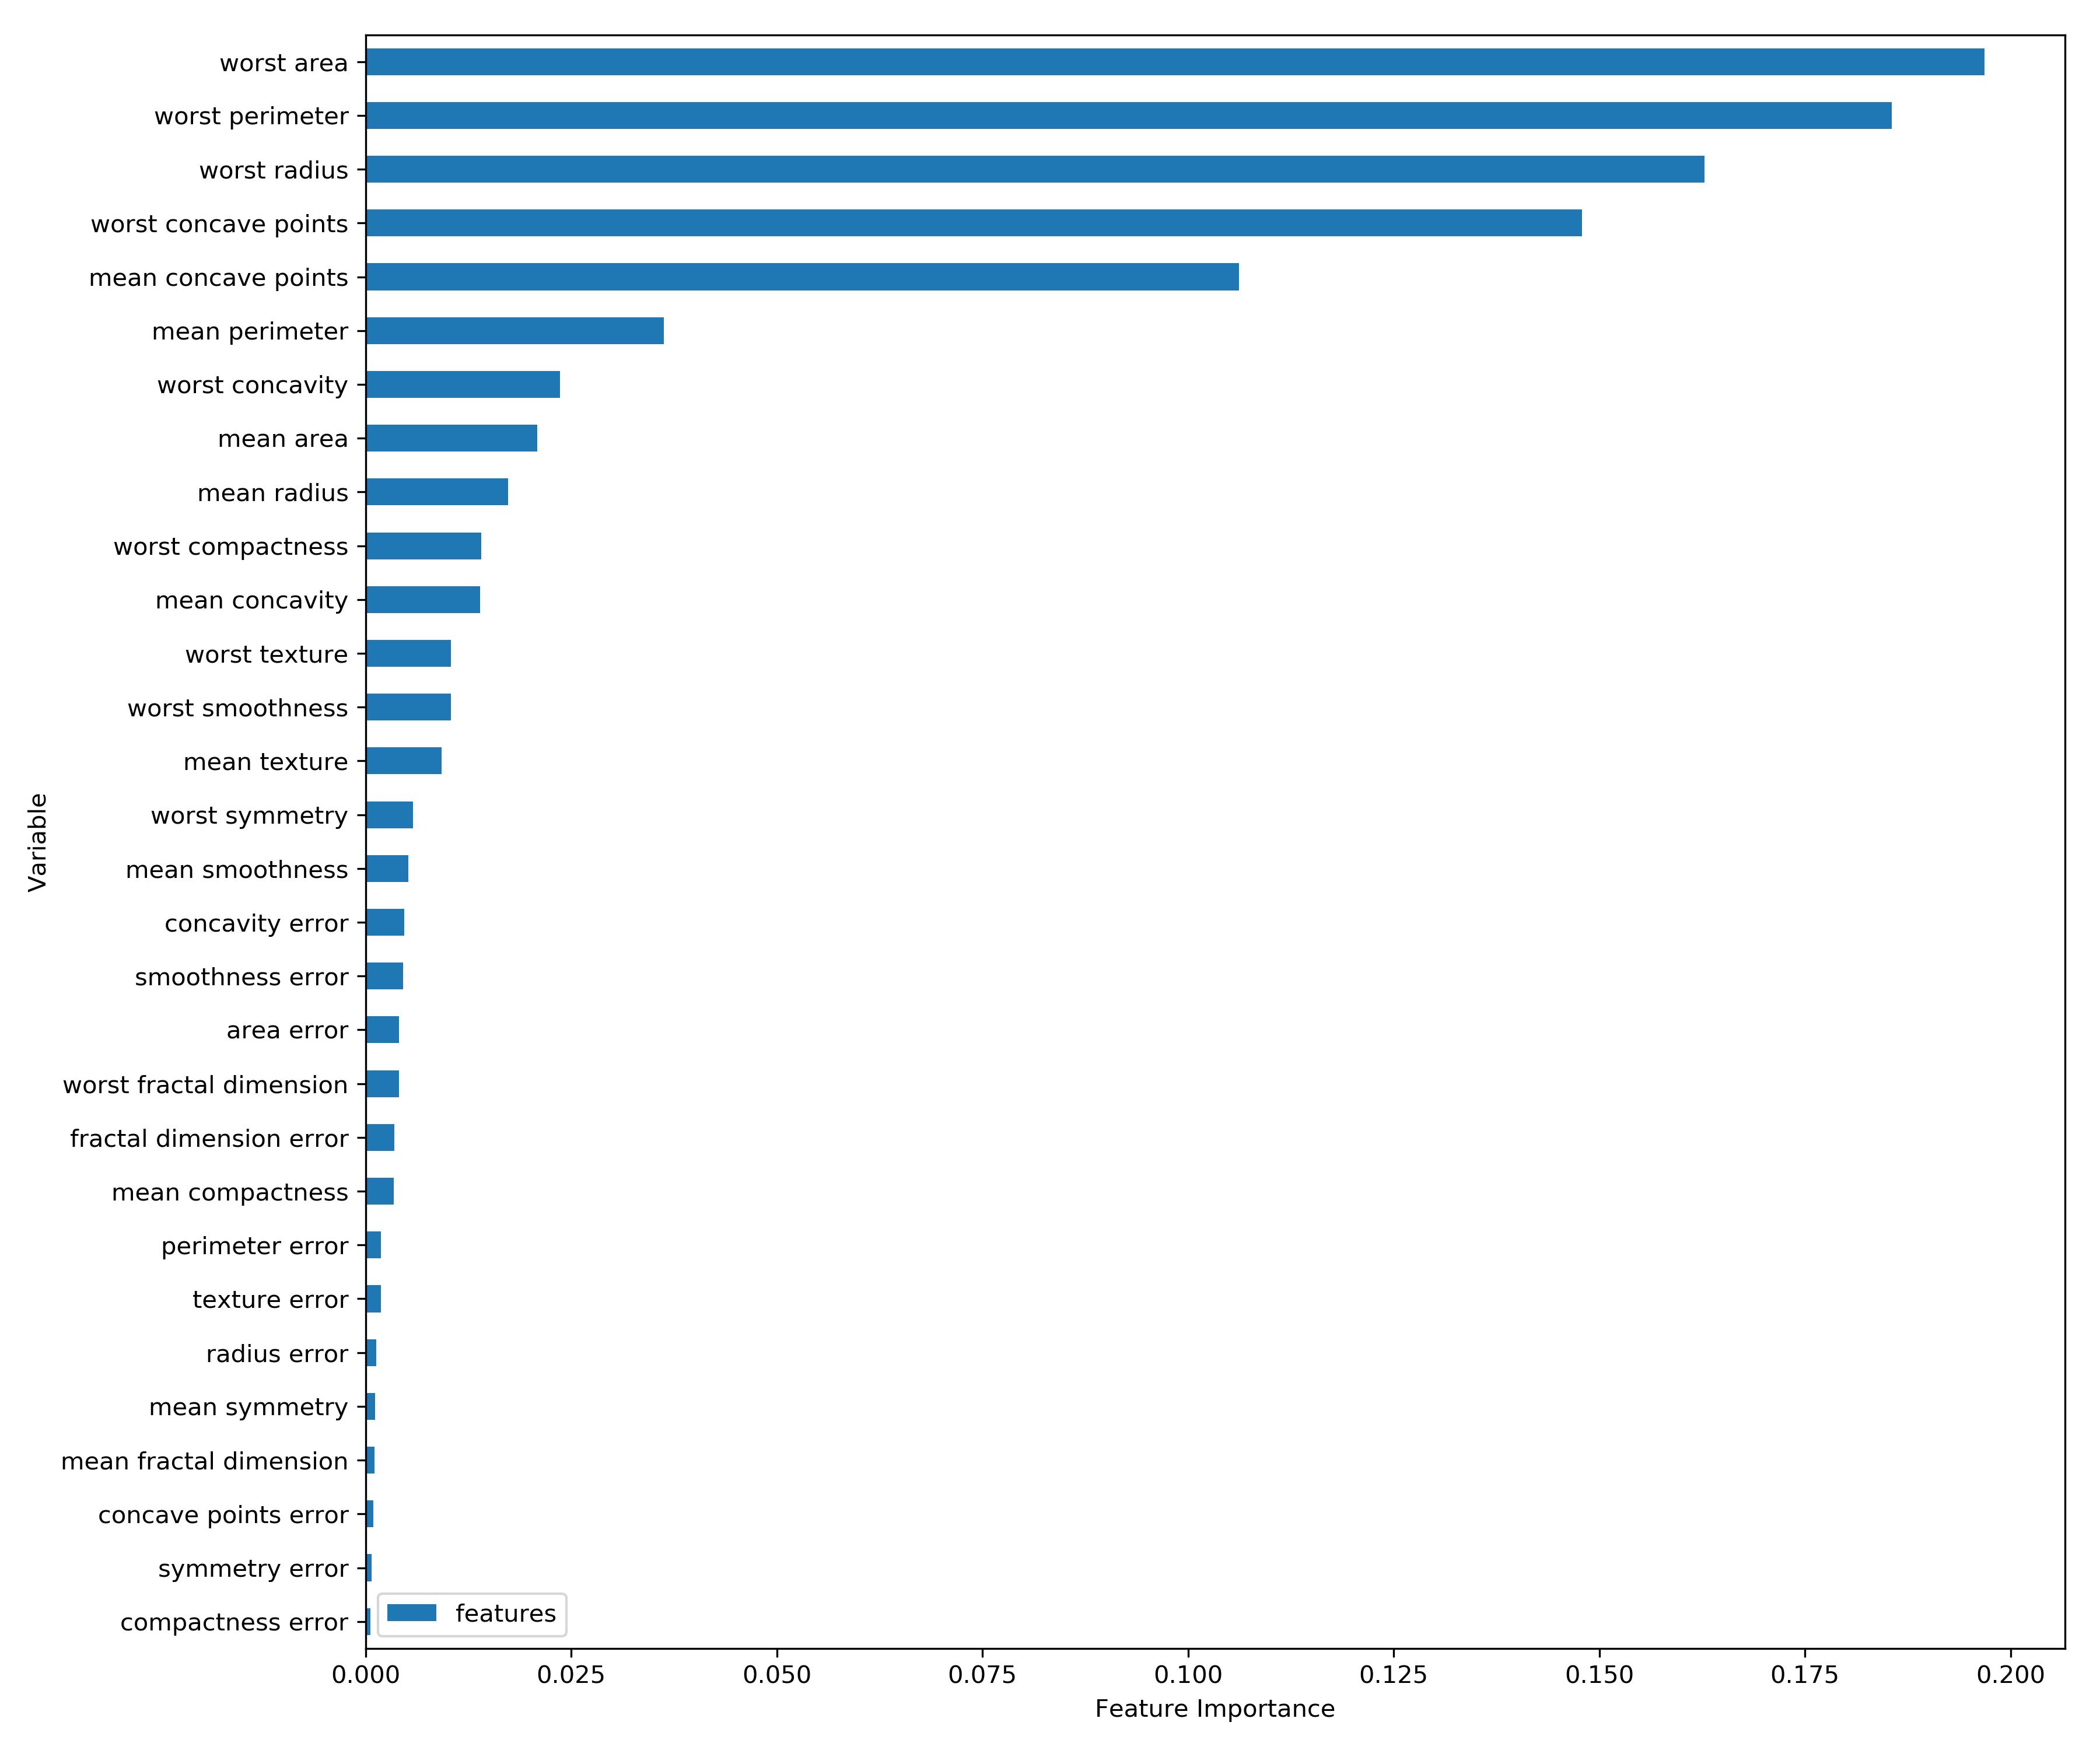 worst area
worst perimeter
worst radius
worst concave points
mean concave points
mean perimeter
worst concavity
mean area
mean radius
worst compactness
mean concavity
worst texture
worst smoothness
mean texture
worst symmetry
mean smoothness
concavity error
smoothness error
area error
worst fractal dimension
fractal dimension error
mean compactness
perimeter error
texture error
radius error
mean symmetry
mean fractal dimension
concave points error
symmetry error
compactness error
Variable
features
0.000 0.025 0.050 0.075 0.100 0.125 0.150 0.175 0.200
Feature Importance